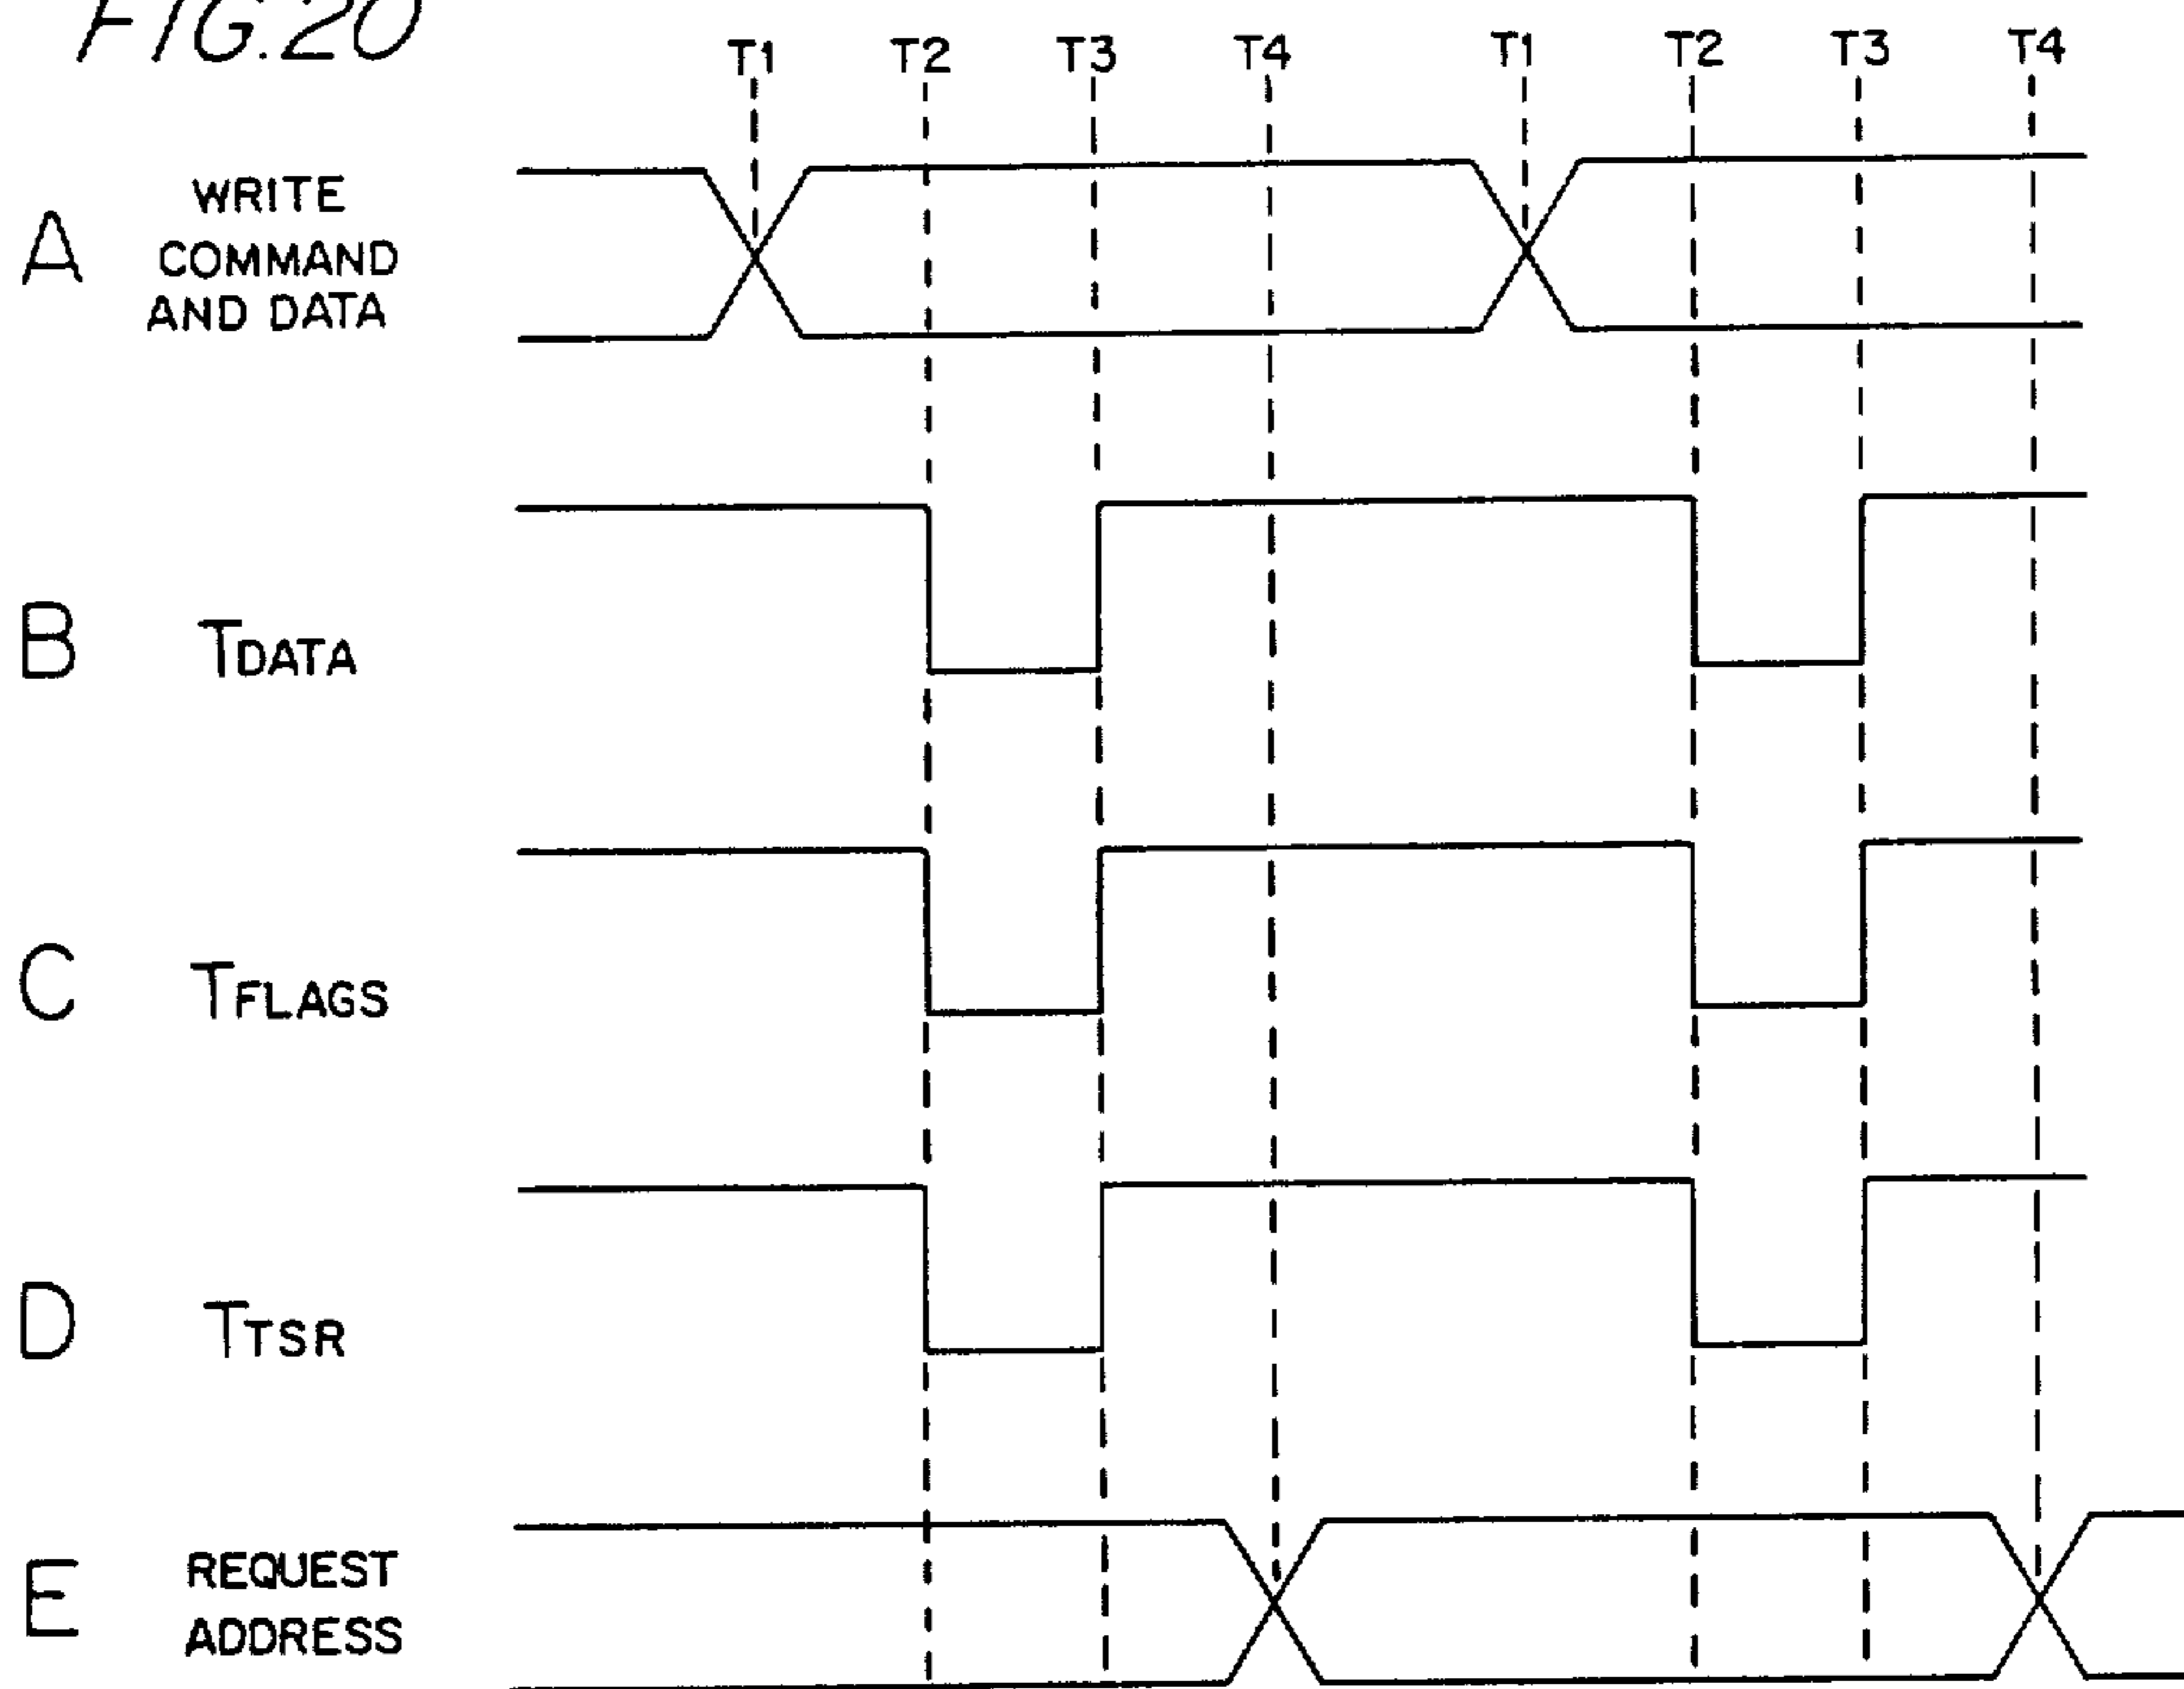 FIG.20
T1 T2 T3 T4 T1 T2 T3 T4
A WRITE
COMMAND
AND DATA
B TDATA
C TFLAGS
D TTSR
E REQUEST
ADDRESS